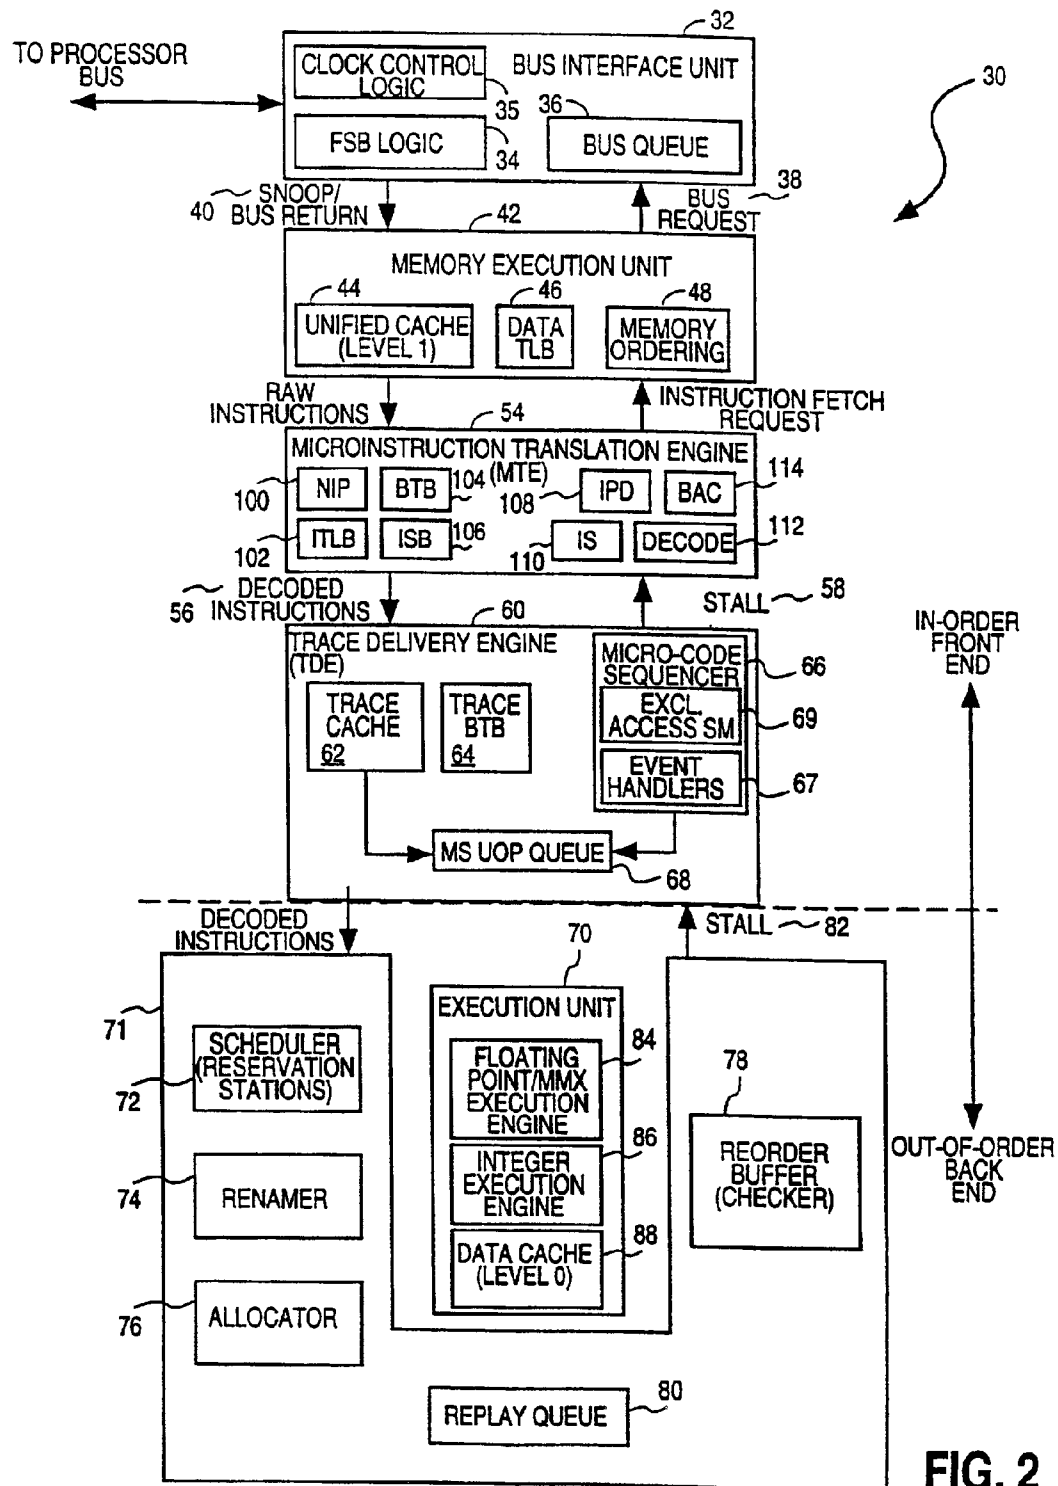 32
TO PROCESSOR
BUS
CLOCK CONTROL
LOGIC
35
BUS INTERFACE UNIT
30
36
FSB LOGIC
34
BUS QUEUE
40
SNOOP/
BUS RETURN
38
BUS
REQUEST
42
MEMORY EXECUTION UNIT
44
46
48
UNIFIED CACHE
(LEVEL 1)
DATA
TLB
MEMORY
ORDERING
RAW
INSTRUCTIONS
INSTRUCTION FETCH
REQUEST
54
MICROINSTRUCTION TRANSLATION ENGINE
(MTE)
100
NIP
BTB
104
108
IPD
BAC
114
102
ITLB
ISB
106
110
IS
DECODE
112
56
DECODED
INSTRUCTIONS
STALL
58
60
TRACE DELIVERY ENGINE
(TDE)
MICRO-CODE
SEQUENCER
66
IN-ORDER
FRONT
END
TRACE
CACHE
62
TRACE
BTB
64
EXCL.
ACCESS SM
69
EVENT
HANDLERS
67
MS UOP QUEUE
68
DECODED
INSTRUCTIONS
STALL
82
70
71
EXECUTION UNIT
SCHEDULER
(RESERVATION
STATIONS)
72
FLOATING
POINT/MMX
EXECUTION
ENGINE
84
78
74
RENAMER
INTEGER
EXECUTION
ENGINE
86
REORDER
BUFFER
(CHECKER)
OUT-OF-ORDER
BACK
END
76
ALLOCATOR
DATA CACHE
(LEVEL 0)
88
REPLAY QUEUE
80
FIG. 2